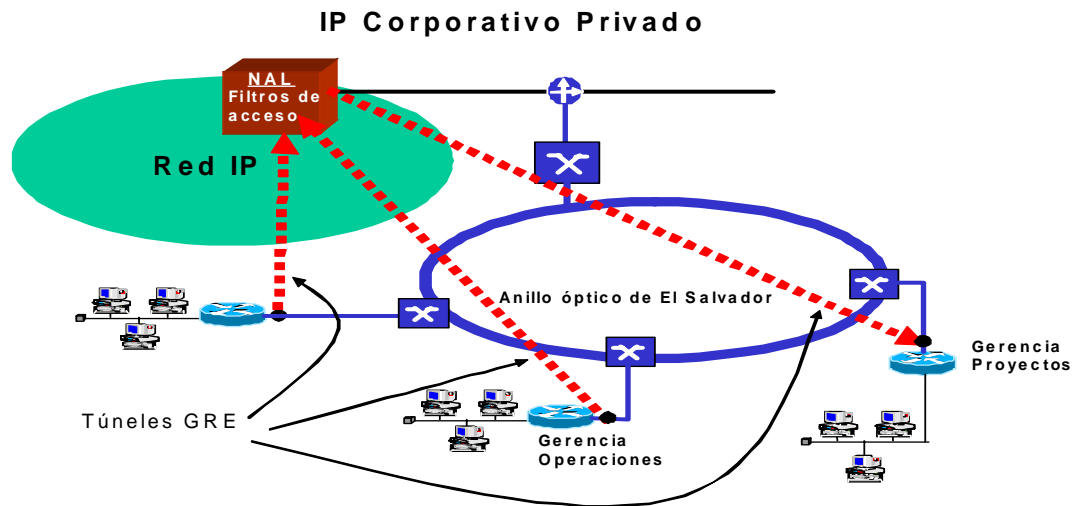 IP Corporativo Privado
NAL
Filtros de
acceso
Red IP
Anillo óptico de El Salvador
Gerencia
Proyectos
Túneles GRE
Gerencia
Operaciones